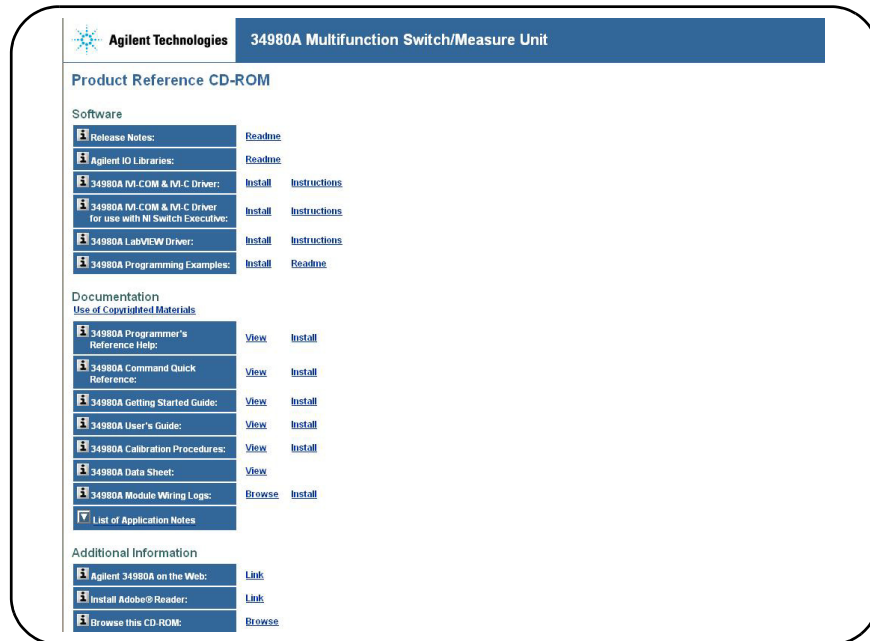 Agilent Technologies 34980A Multifunction Switch/Measure Unit
Product Reference CD-ROM
Software
Release Notes: Readme
Agilent IO Libraries: Readme
34980A IVI-COM & IVI-C Driver: Install Instructions
34980A IVI-COM & IVI-C Driver
for use with NI Switch Executive: Install Instructions
34980A LabVIEW Driver: Install Instructions
34980A Programming Examples: Install Readme
Documentation
Use of Copyrighted Materials
34980A Programmer's
Reference Help: View Install
34980A Command Quick
Reference: View Install
34980A Getting Started Guide: View Install
34980A User's Guide: View Install
34980A Calibration Procedures: View Install
34980A Data Sheet: View
34980A Module Wiring Logs: Browse Install
List of Application Notes
Additional Information
Agilent 34980A on the Web: Link
Install Adobe® Reader: Link
Browse this CD-ROM: Browse